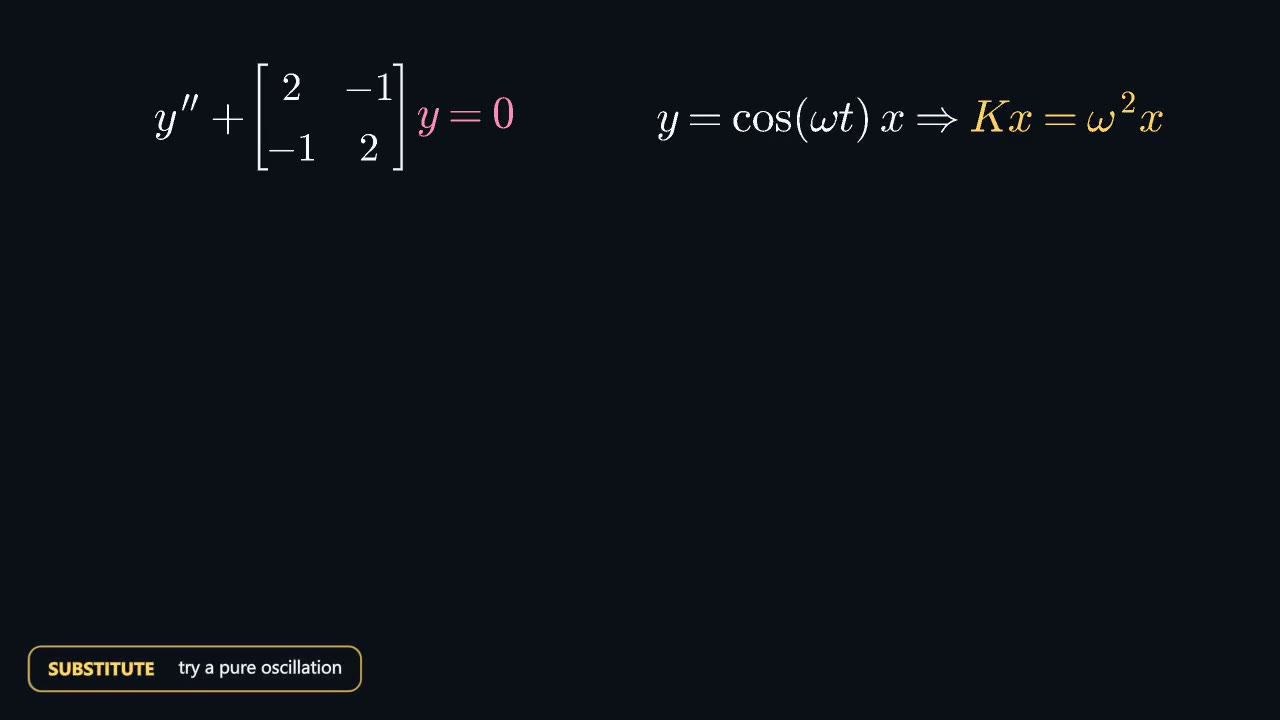 y″ + [2 −1; −1 2] y = 0
y = cos(ωt) x ⇒ Kx = ω²x
SUBSTITUTE try a pure oscillation